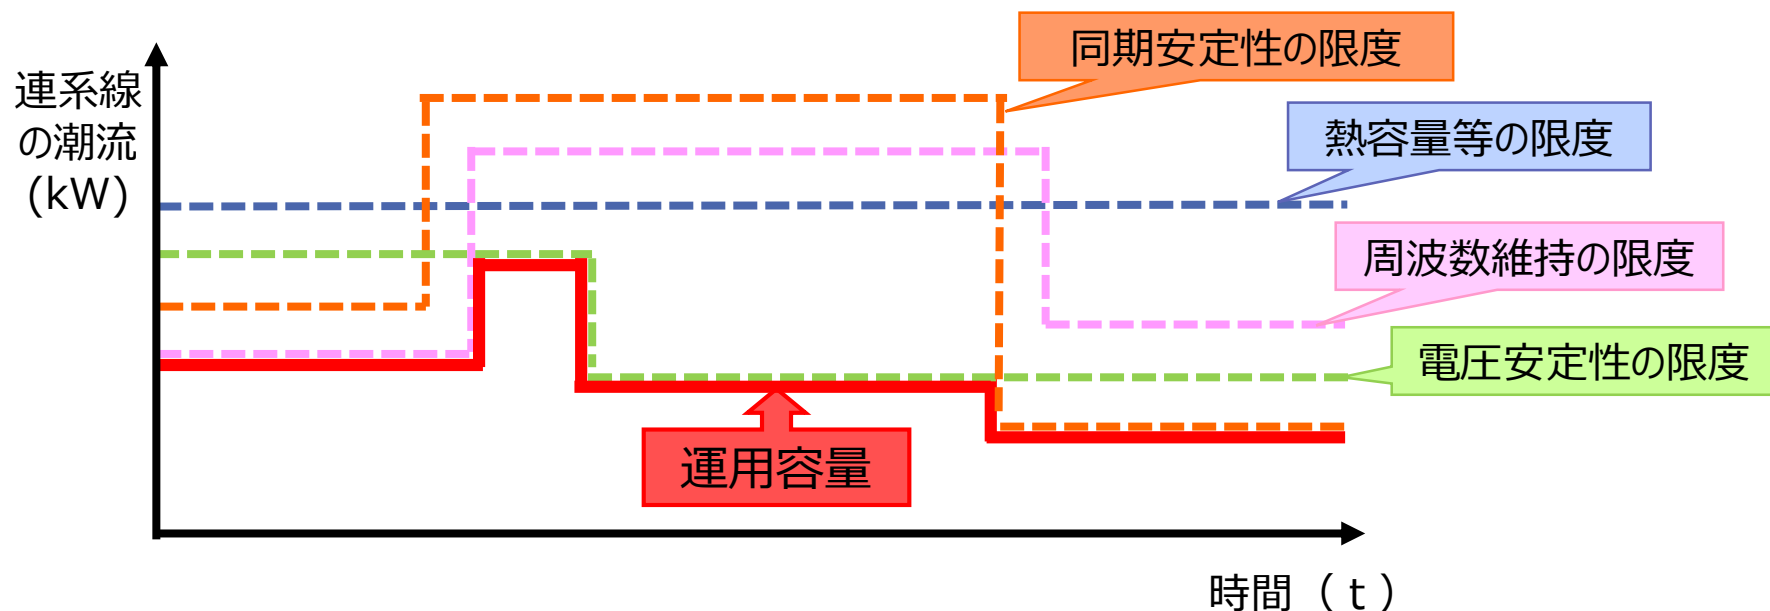 連系線
の潮流
(kW)
同期安定性の限度
熱容量等の限度
周波数維持の限度
電圧安定性の限度
運用容量
時間（ｔ）